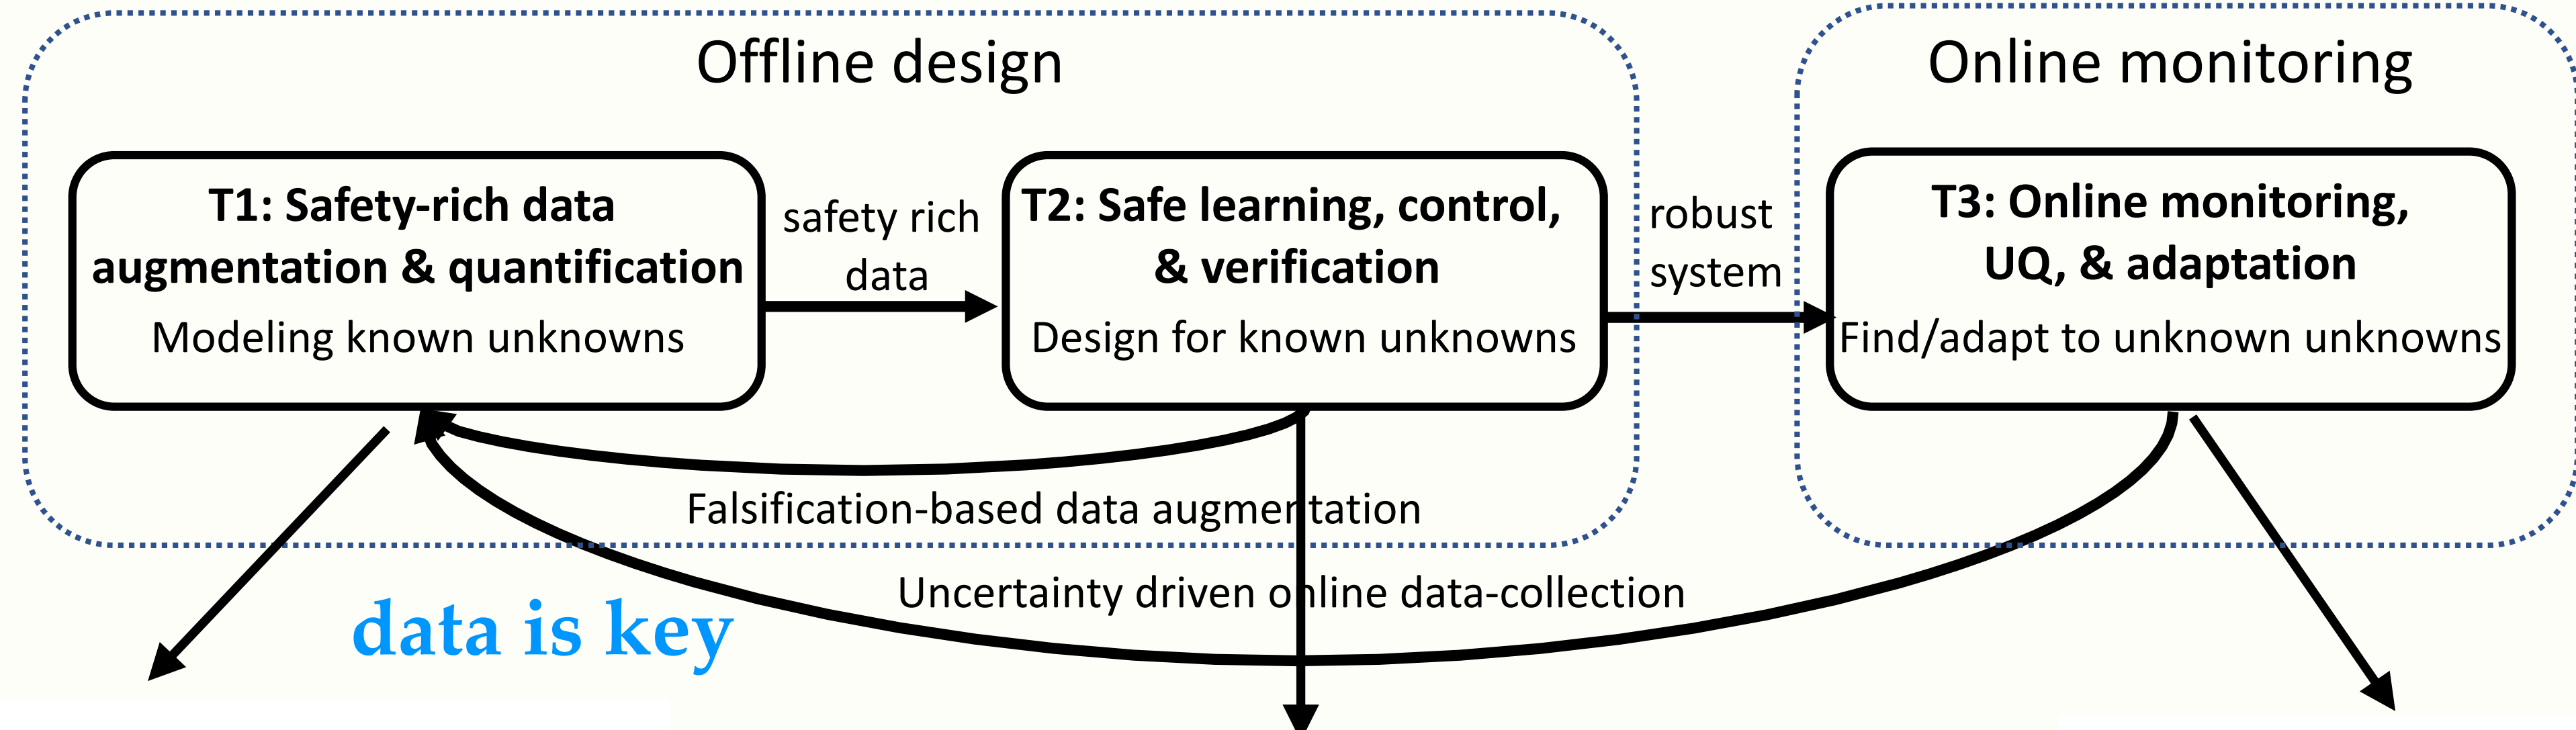 Offline design
Online monitoring
T1: Safety-rich data
augmentation & quantification
Modeling known unknowns
safety rich
data
T2: Safe learning, control,
& verification
Design for known unknowns
robust
system
T3: Online monitoring,
UQ, & adaptation
Find/adapt to unknown unknowns
Falsification-based data augmentation
Uncertainty driven online data-collection
data is key